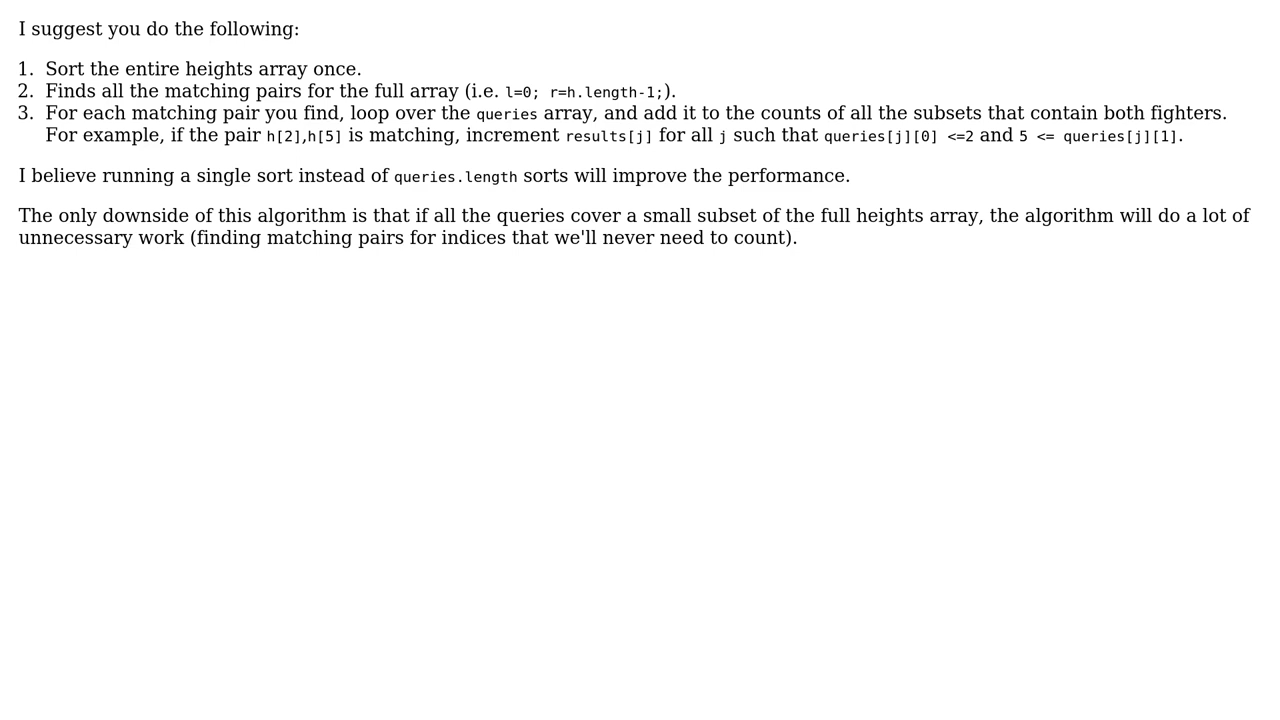 I suggest you do the following:
1. Sort the entire heights array once.
2. Finds all the matching pairs for the full array (i.e. l=0; r=h.length-1;).
3. For each matching pair you find, loop over the queries array, and add it to the counts of all the subsets that contain both fighters.
For example, if the pair h[2],h[5] is matching, increment results[j] for all j such that queries[j][0] <=2 and 5 <= queries[j][1].
I believe running a single sort instead of queries.length sorts will improve the performance.
The only downside of this algorithm is that if all the queries cover a small subset of the full heights array, the algorithm will do a lot of
unnecessary work (finding matching pairs for indices that we'll never need to count).